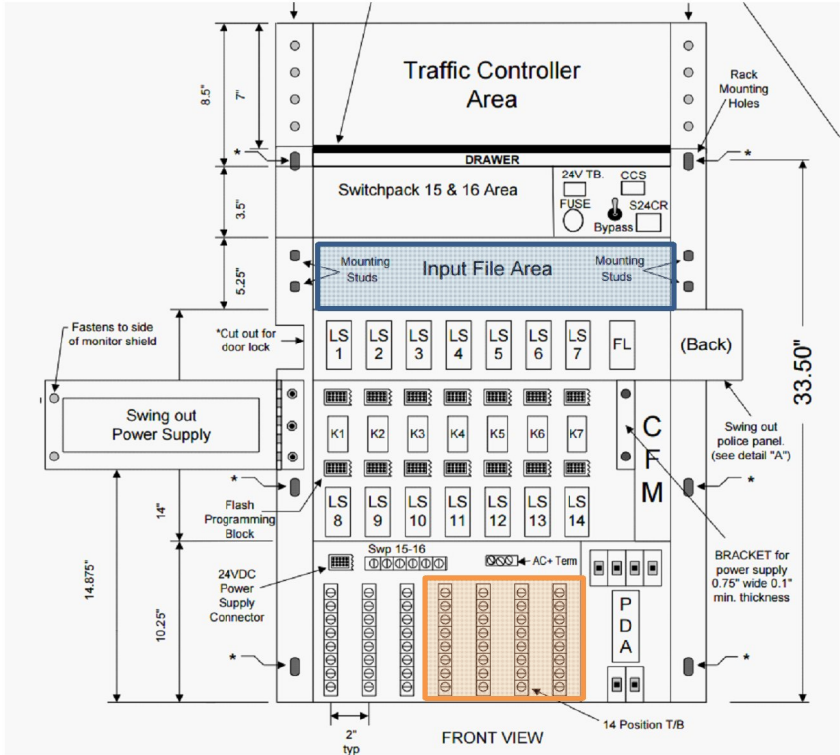 Traffic Controller
Area
Rack
Mounting
Holes
8.5"
7"
*
*
DRAWER
Switchpack 15 & 16 Area
24V TB.
CCS
FUSE
S24CR
Bypass
3.5"
5.25"
Mounting
Studs
Input File Area
Mounting
Studs
Fastens to side
of monitor shield
*Cut out for
door lock
LS
1
LS
2
LS
3
LS
4
LS
5
LS
6
LS
7
FL
(Back)
33.50"
Swing out
Power Supply
K1
K2
K3
K4
K5
K6
K7
C
F
M
Swing out
police panel.
(see detail "A")
14"
*
*
Flash
Programming
Block
LS
8
LS
9
LS
10
LS
11
LS
12
LS
13
LS
14
14.875"
10.25"
24VDC
Power
Supply
Connector
Swp 15-16
AC+ Term
BRACKET for
power supply
0.75" wide 0.1"
min. thickness
P
D
A
*
*
14 Position T/B
2"
typ
FRONT VIEW